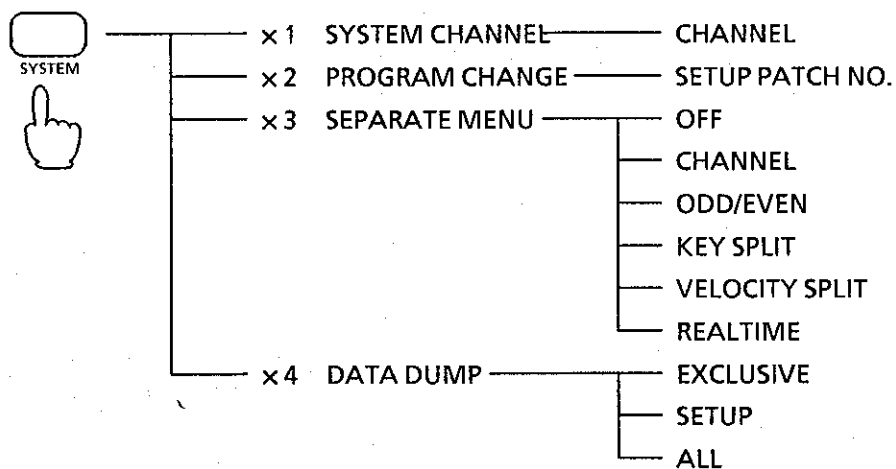 ×1 SYSTEM CHANNEL CHANNEL
SYSTEM
×2 PROGRAM CHANGE SETUP PATCH NO.
×3 SEPARATE MENU OFF
CHANNEL
ODD/EVEN
KEY SPLIT
VELOCITY SPLIT
REALTIME
×4 DATA DUMP EXCLUSIVE
SETUP
ALL